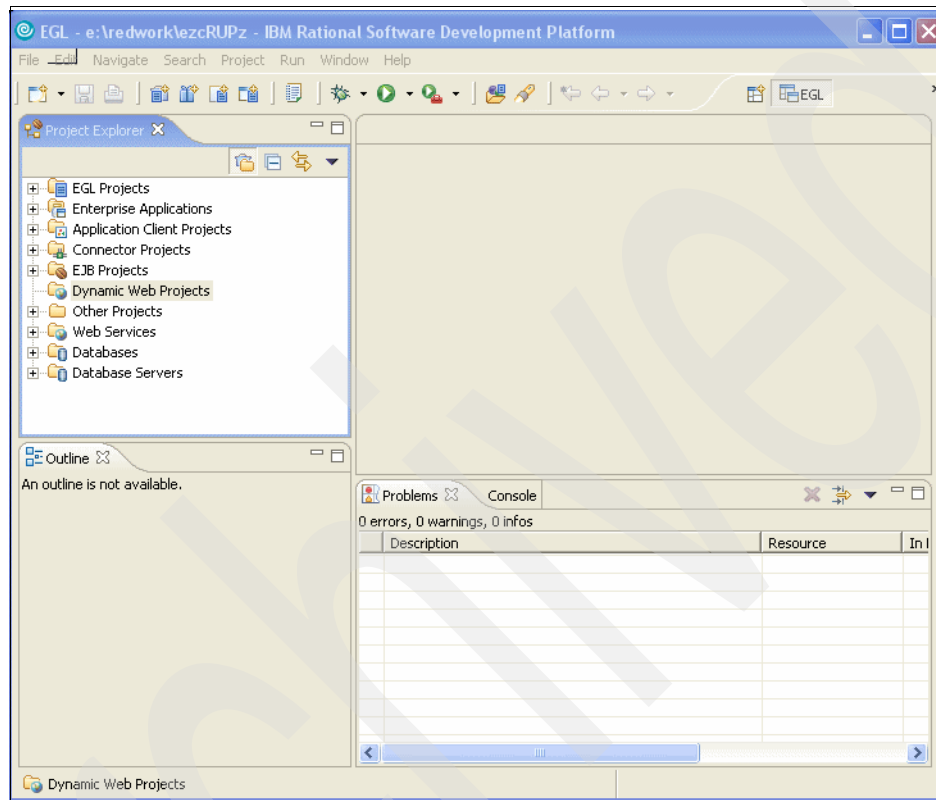 EGL - e:\redwork\ezcRUPz - IBM Rational Software Development Platform
File Edit Navigate Search Project Run Window Help
EGL
Project Explorer
EGL Projects
Enterprise Applications
Application Client Projects
Connector Projects
EJB Projects
Dynamic Web Projects
Other Projects
Web Services
Databases
Database Servers
Outline
An outline is not available.
Problems Console
0 errors, 0 warnings, 0 infos
Description Resource In
Dynamic Web Projects